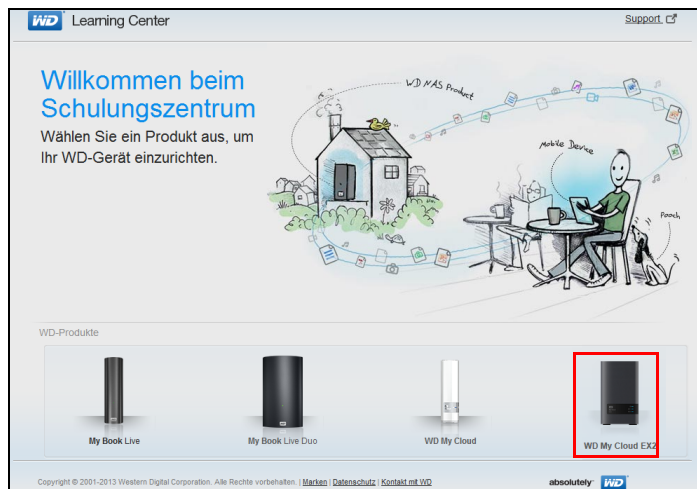 WD Learning Center
Support
Willkommen beim
Schulungszentrum
Wählen Sie ein Produkt aus, um
Ihr WD-Gerät einzurichten.
WD NAS Product
Mobile Device
Pooch
WD-Produkte
My Book Live
My Book Live Duo
WD My Cloud
WD My Cloud EX2
Copyright © 2001-2013 Western Digital Corporation. Alle Rechte vorbehalten. | Marken | Datenschutz | Kontakt mit WD
absolutely WD